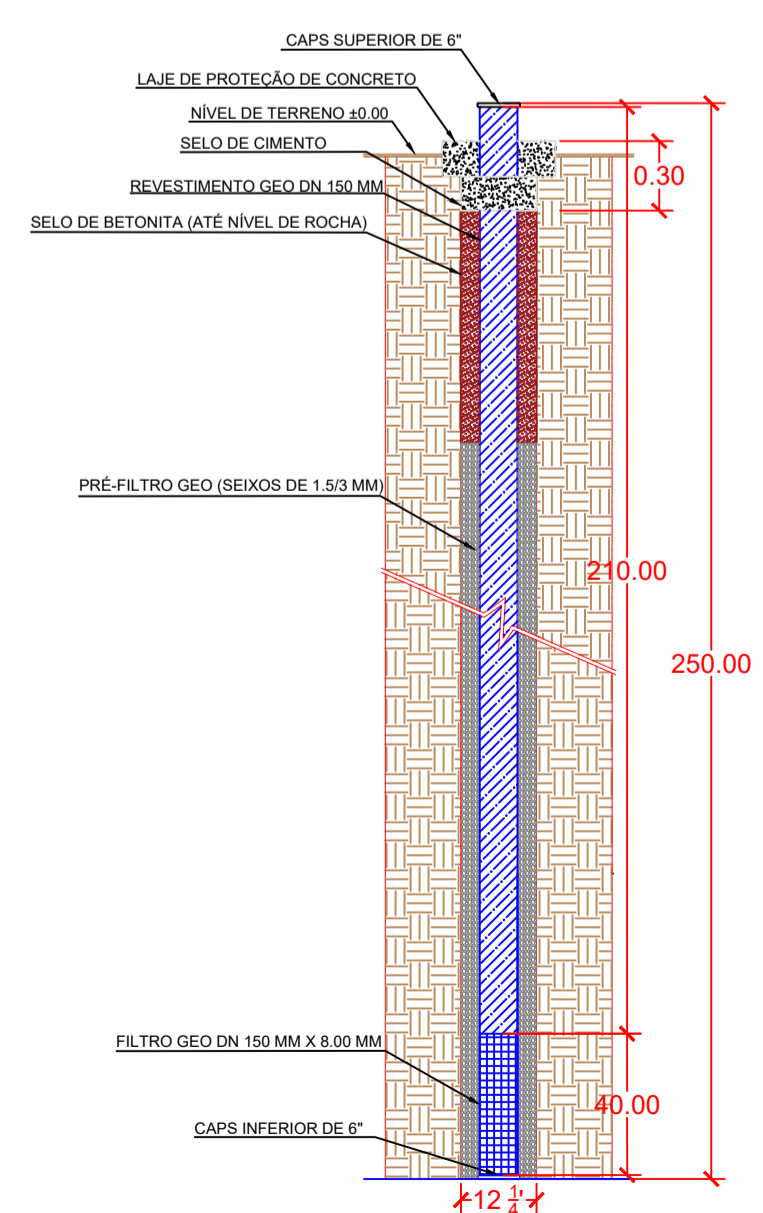 CAPS SUPERIOR DE 6"
LAJE DE PROTEÇÃO DE CONCRETO
NÍVEL DE TERRENO ±0.00
SELO DE CIMENTO
REVESTIMENTO GEO DN 150 MM
SELO DE BETONITA (ATÉ NÍVEL DE ROCHA)
0.30
PRÉ-FILTRO GEO (SEIXOS DE 1.5/3 MM)
210.00
250.00
FILTRO GEO DN 150 MM X 8.00 MM
40.00
CAPS INFERIOR DE 6"
12 1/4'